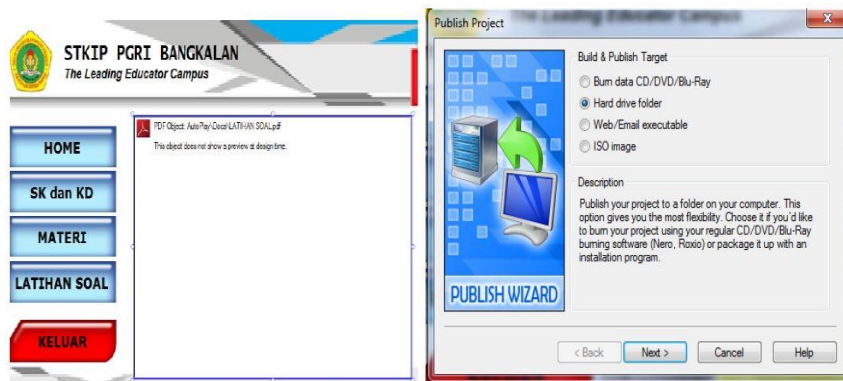 STKIP PGRI BANGKALAN
The Leading Educator Campus
HOME
SK dan KD
MATERI
LATIHAN SOAL
KELUAR
PDF Object: AutoPlay\Docs\LATIHAN SOAL.pdf
This object does not show a preview at design time.
The Leading Educator Campus
Publish Project
Build & Publish Target
Burn data CD/DVD/Blu-Ray
Hard drive folder
Web/Email executable
ISO image
Description
Publish your project to a folder on your computer. This
option gives you the most flexibility. Choose it if you'd like
to burn your project using your regular CD/DVD/Blu-Ray
burning software (Nero, Roxio) or package it up with an
installation program.
PUBLISH WIZARD
< Back
Next >
Cancel
Help